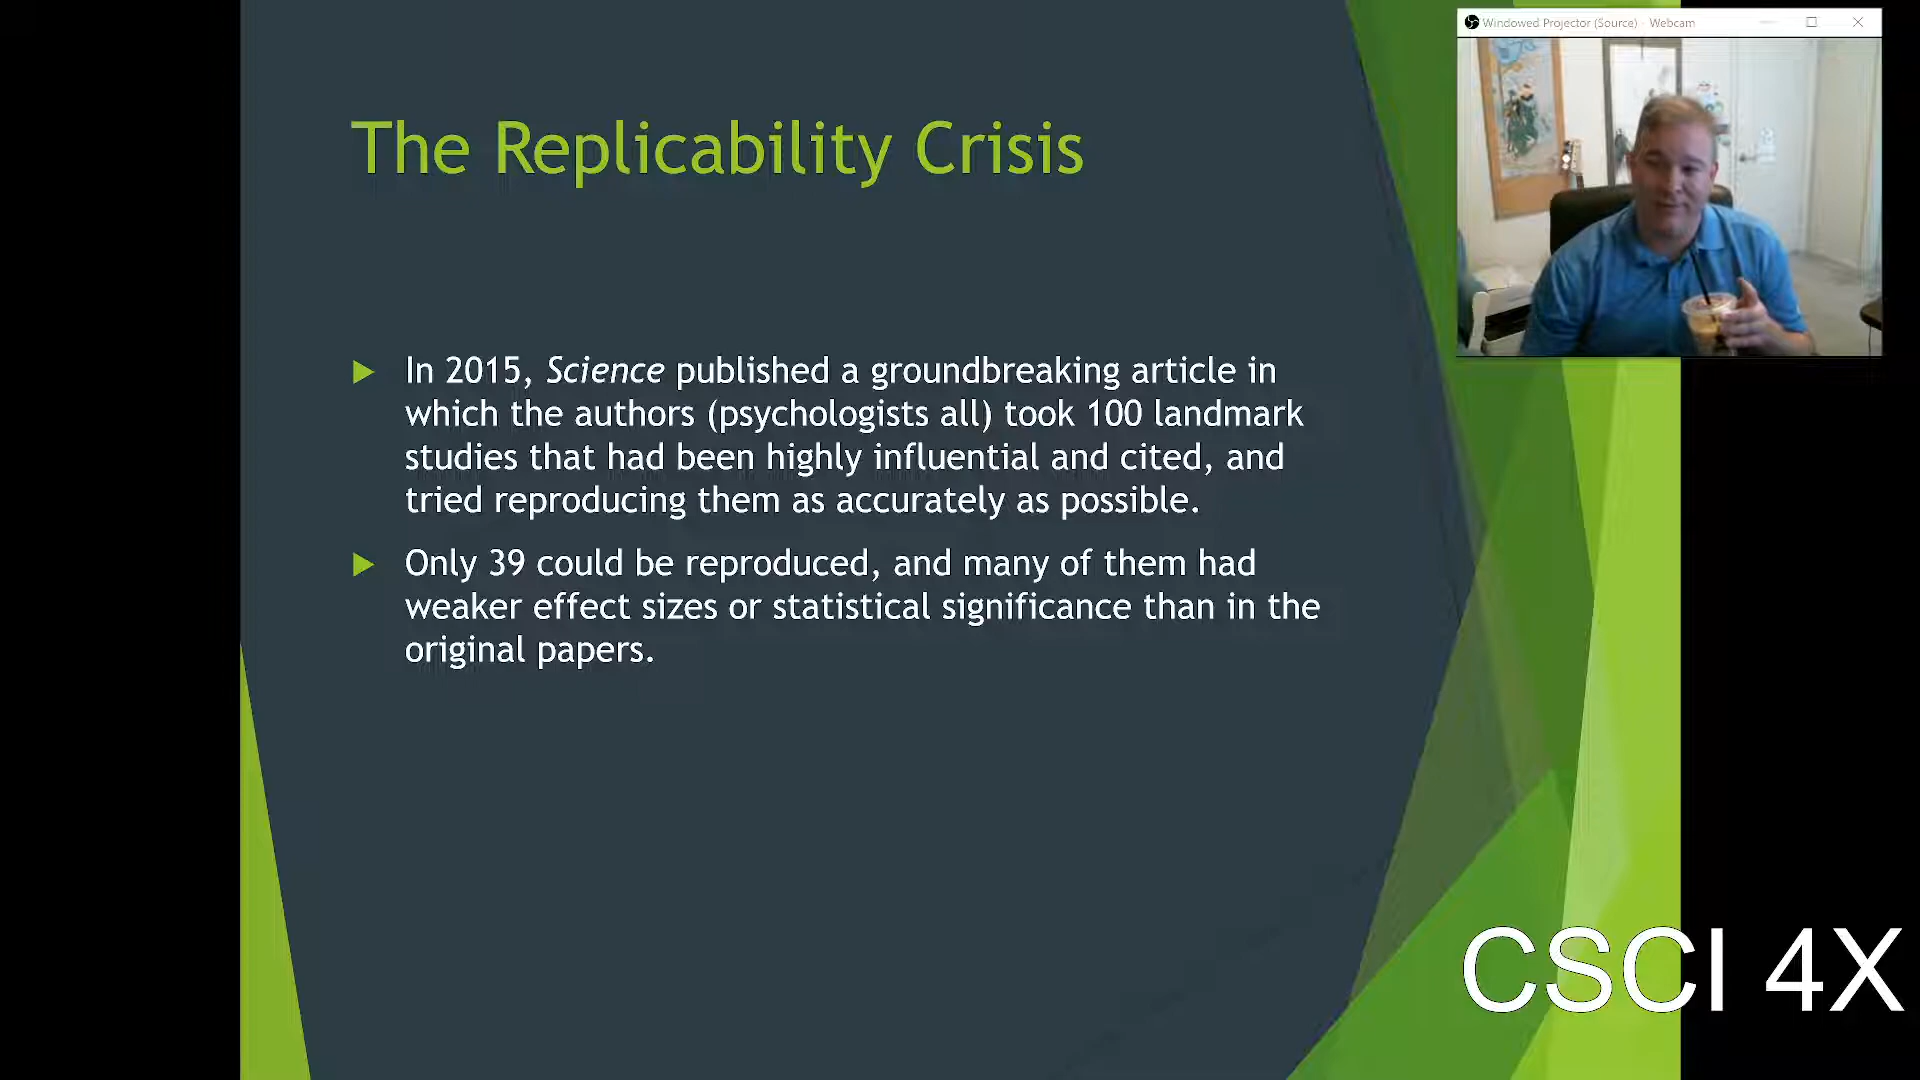 Windowed Projector (Source) - Webcam
The Replicability Crisis
In 2015, Science published a groundbreaking article in
which the authors (psychologists all) took 100 landmark
studies that had been highly influential and cited, and
tried reproducing them as accurately as possible.
Only 39 could be reproduced, and many of them had
weaker effect sizes or statistical significance than in the
original papers.
CSCI 4X